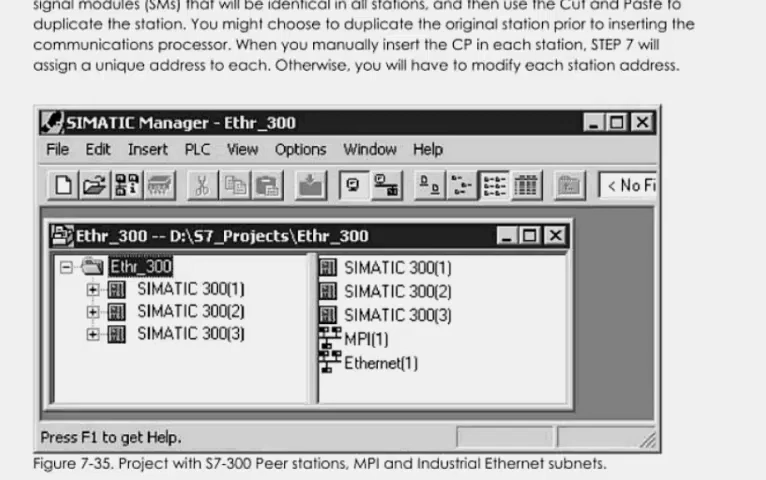 signal modules (SMs) that will be identical in all stations, and then use the Cut and Paste to
duplicate the station. You might choose to duplicate the original station prior to inserting the
communications processor. When you manually insert the CP in each station, STEP 7 will
assign a unique address to each. Otherwise, you will have to modify each station address.
SIMATIC Manager - Ethr_300
File Edit Insert PLC View Options Window Help
< No Fi
Ethr_300 -- D:\S7_Projects\Ethr_300
Ethr_300
SIMATIC 300(1)
SIMATIC 300(2)
SIMATIC 300(3)
SIMATIC 300(1)
SIMATIC 300(2)
SIMATIC 300(3)
MPI(1)
Ethernet(1)
Press F1 to get Help.
Figure 7-35. Project with S7-300 Peer stations, MPI and Industrial Ethernet subnets.